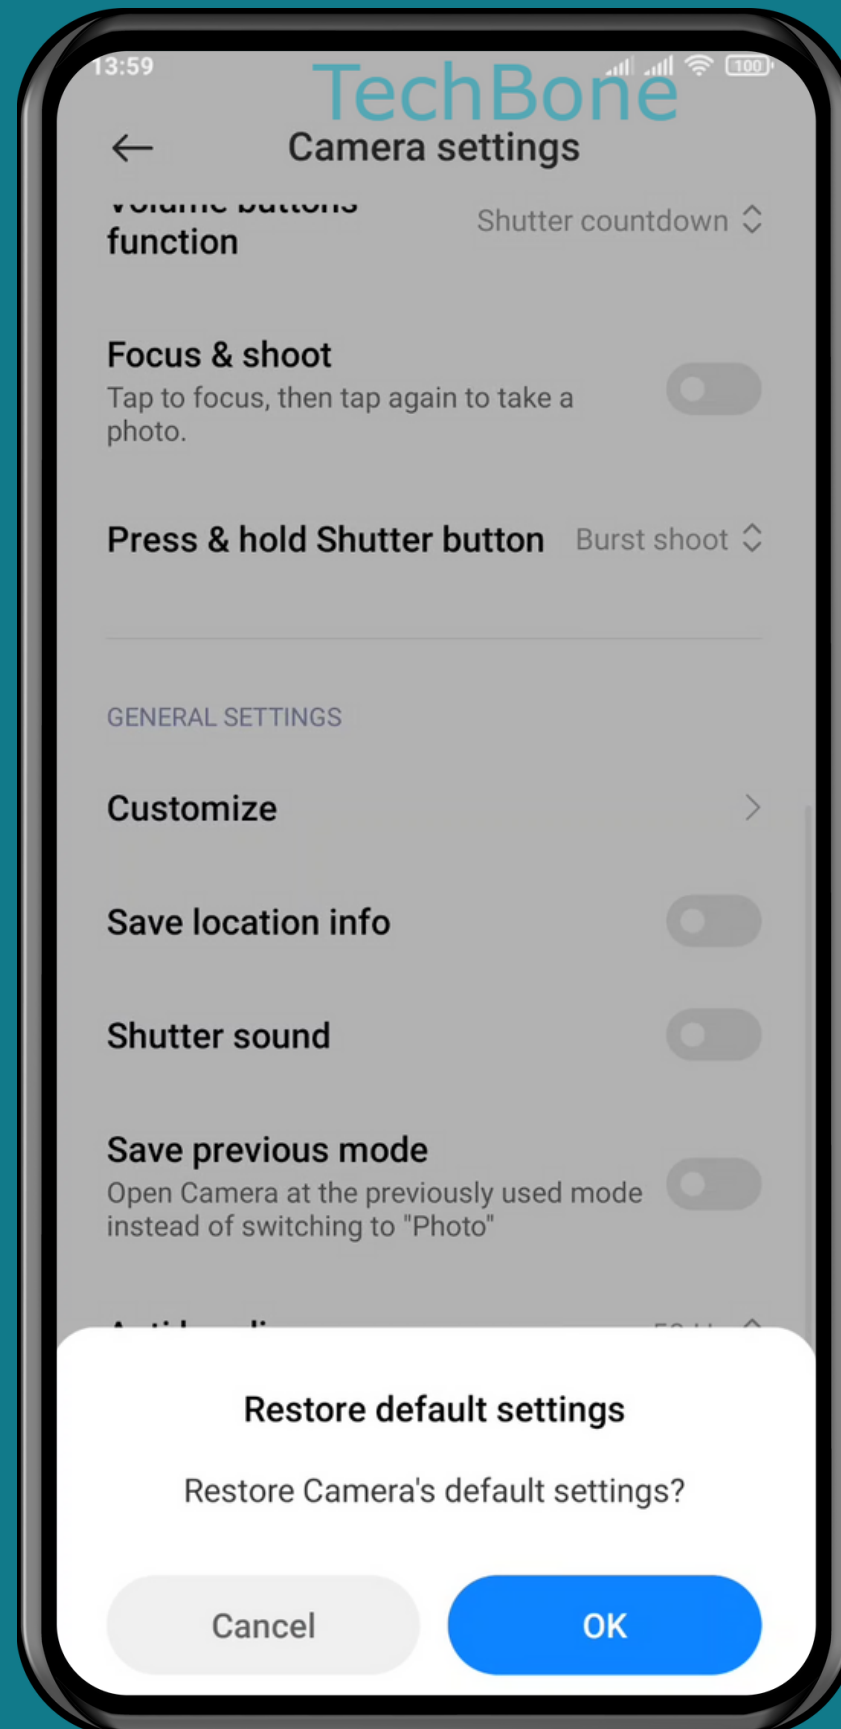 13:59
TechBone
100
Camera settings
Volume buttons
function
Shutter countdown
Focus & shoot
Tap to focus, then tap again to take a
photo.
Press & hold Shutter button
Burst shoot
GENERAL SETTINGS
Customize
Save location info
Shutter sound
Save previous mode
Open Camera at the previously used mode
instead of switching to "Photo"
Restore default settings
Restore Camera's default settings?
Cancel
OK